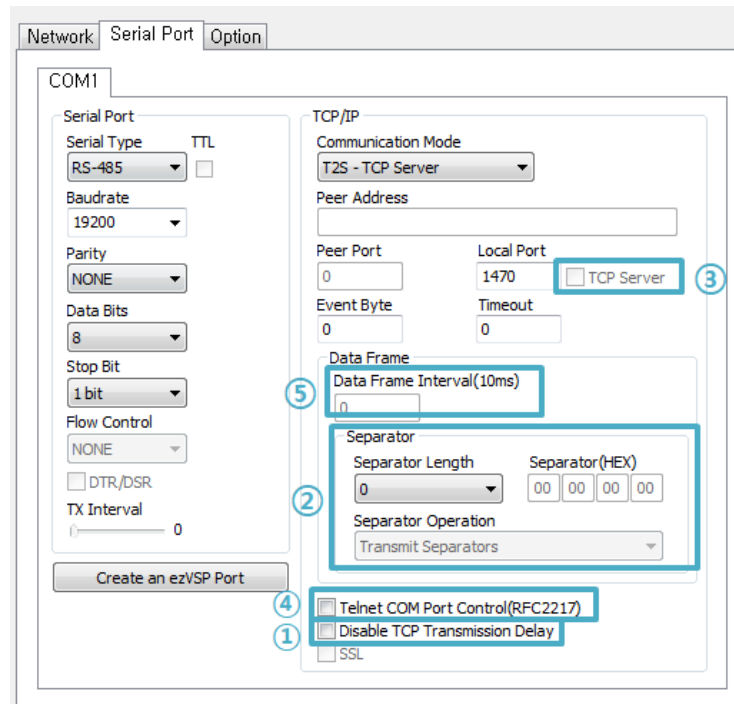 Network Serial Port Option
COM1
Serial Port
Serial Type TTL
RS-485
Baudrate
19200
Parity
NONE
Data Bits
8
Stop Bit
1 bit
Flow Control
NONE
DTR/DSR
TX Interval
0
Create an ezVSP Port
TCP/IP
Communication Mode
T2S - TCP Server
Peer Address
Peer Port Local Port
0 1470 TCP Server ③
Event Byte Timeout
0 0
Data Frame
Data Frame Interval(10ms)
⑤
0
Separator
Separator Length Separator(HEX)
0 00 00 00 00
②
Separator Operation
Transmit Separators
④ Telnet COM Port Control(RFC2217)
① Disable TCP Transmission Delay
SSL